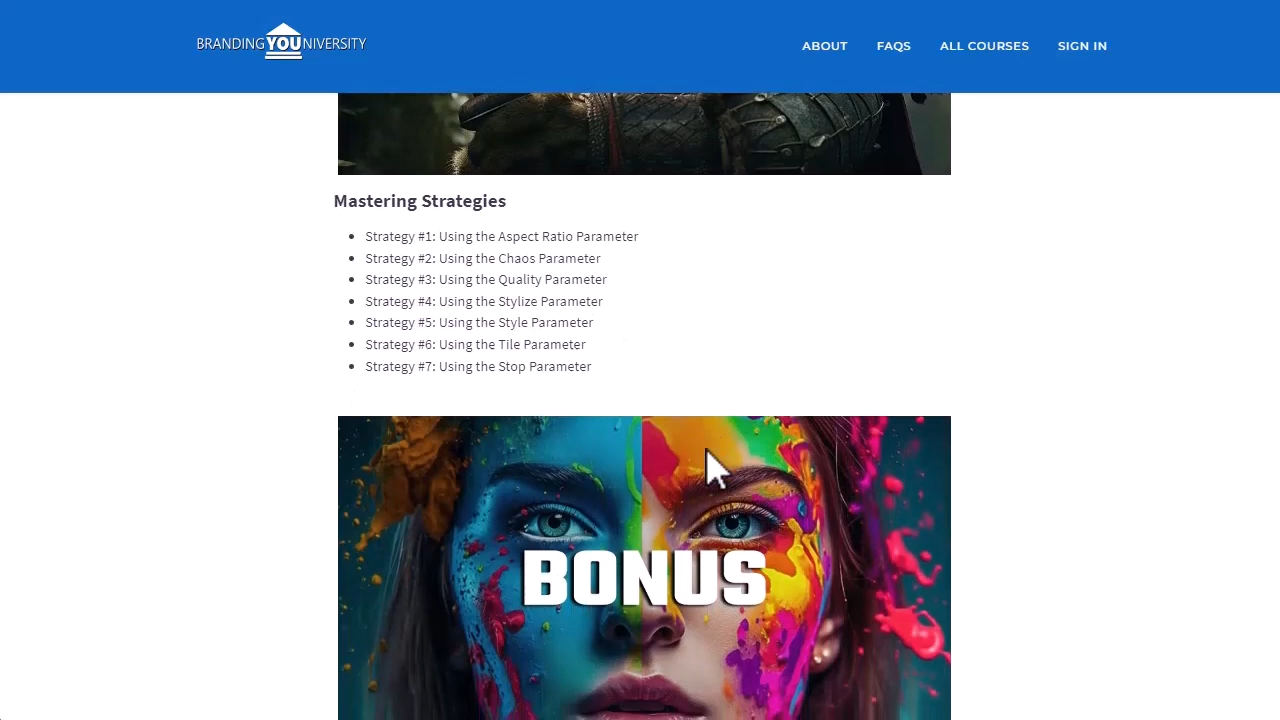 BRANDINGYOUNIVERSITY
ABOUT FAQS ALL COURSES SIGN IN
Mastering Strategies
Strategy #1: Using the Aspect Ratio Parameter
Strategy #2: Using the Chaos Parameter
Strategy #3: Using the Quality Parameter
Strategy #4: Using the Stylize Parameter
Strategy #5: Using the Style Parameter
Strategy #6: Using the Tile Parameter
Strategy #7: Using the Stop Parameter
BONUS